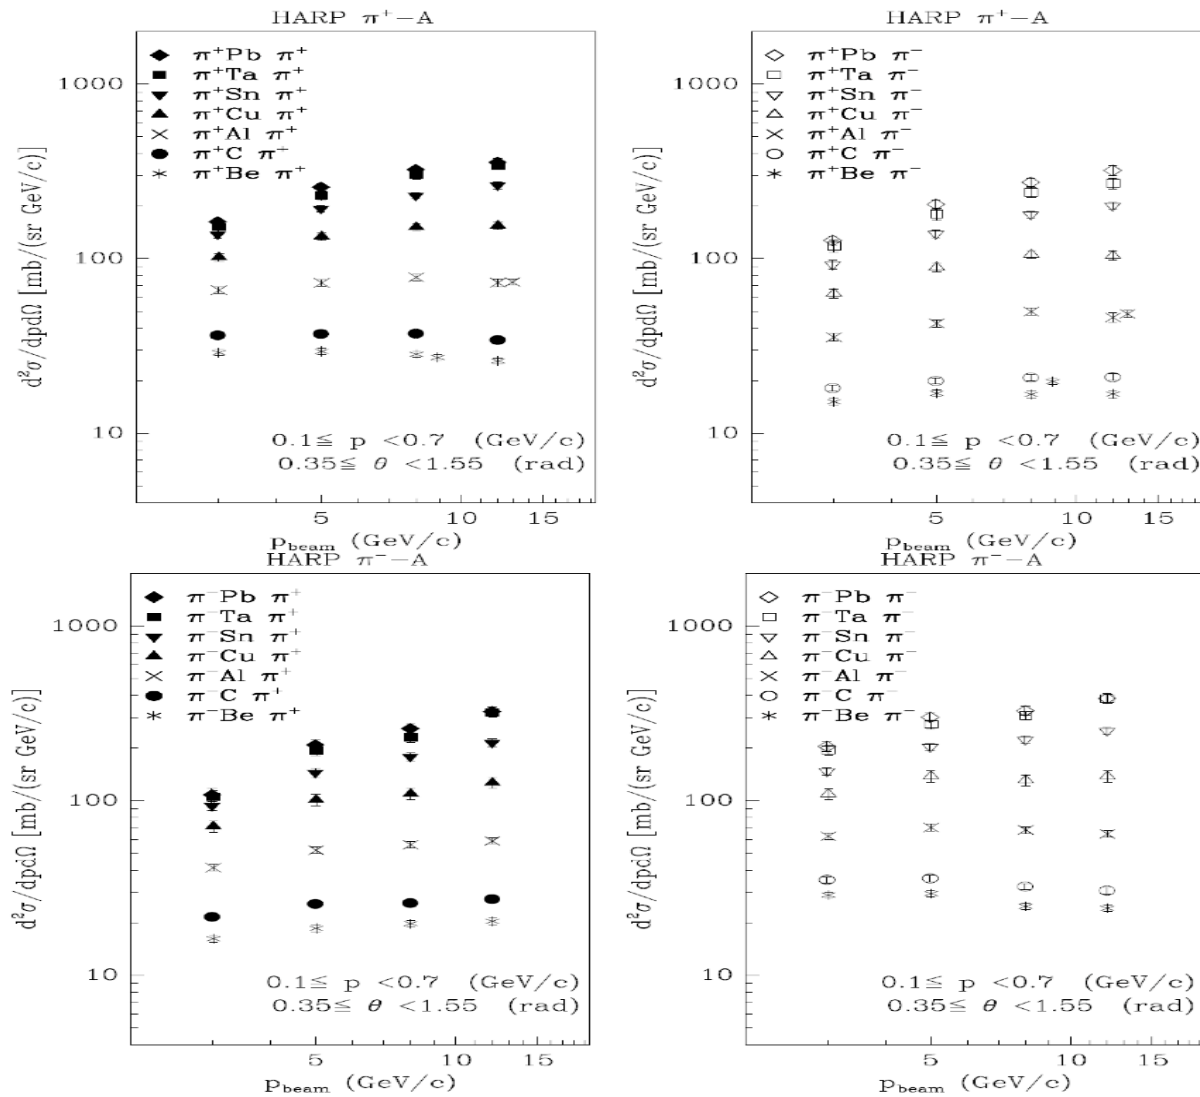 HARP π⁺−A
π⁺Pb π⁺
π⁺Ta π⁺
π⁺Sn π⁺
π⁺Cu π⁺
π⁺Al π⁺
π⁺C π⁺
π⁺Be π⁺
1000
100
10
d²σ/dpdΩ [mb/(sr GeV/c)]
0.1≦ p <0.7 (GeV/c)
0.35≦ θ <1.55 (rad)
5 10 15
p_beam (GeV/c)
HARP π⁺−A
π⁺Pb π⁻
π⁺Ta π⁻
π⁺Sn π⁻
π⁺Cu π⁻
π⁺Al π⁻
π⁺C π⁻
π⁺Be π⁻
1000
100
10
d²σ/dpdΩ [mb/(sr GeV/c)]
0.1≦ p <0.7 (GeV/c)
0.35≦ θ <1.55 (rad)
5 10 15
p_beam (GeV/c)
HARP π⁻−A
π⁻Pb π⁺
π⁻Ta π⁺
π⁻Sn π⁺
π⁻Cu π⁺
π⁻Al π⁺
π⁻C π⁺
π⁻Be π⁺
1000
100
10
d²σ/dpdΩ [mb/(sr GeV/c)]
0.1≦ p <0.7 (GeV/c)
0.35≦ θ <1.55 (rad)
5 10 15
p_beam (GeV/c)
HARP π⁻−A
π⁻Pb π⁻
π⁻Ta π⁻
π⁻Sn π⁻
π⁻Cu π⁻
π⁻Al π⁻
π⁻C π⁻
π⁻Be π⁻
1000
100
10
d²σ/dpdΩ [mb/(sr GeV/c)]
0.1≦ p <0.7 (GeV/c)
0.35≦ θ <1.55 (rad)
5 10 15
p_beam (GeV/c)